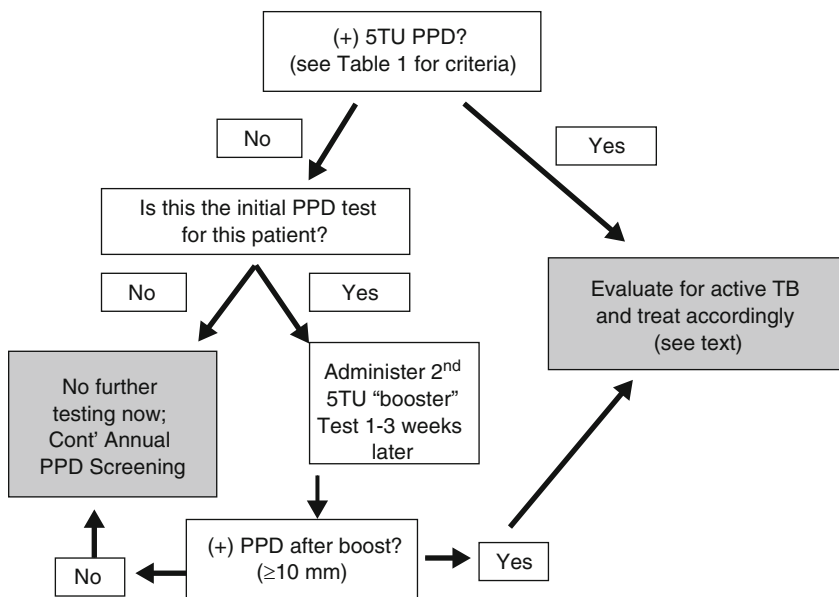 (+) 5TU PPD?
(see Table 1 for criteria)
No
Yes
Is this the initial PPD test
for this patient?
No
Yes
Evaluate for active TB
and treat accordingly
(see text)
No further
testing now;
Cont’ Annual
PPD Screening
Administer 2nd
5TU “booster”
Test 1-3 weeks
later
(+) PPD after boost?
(≥10 mm)
No
Yes